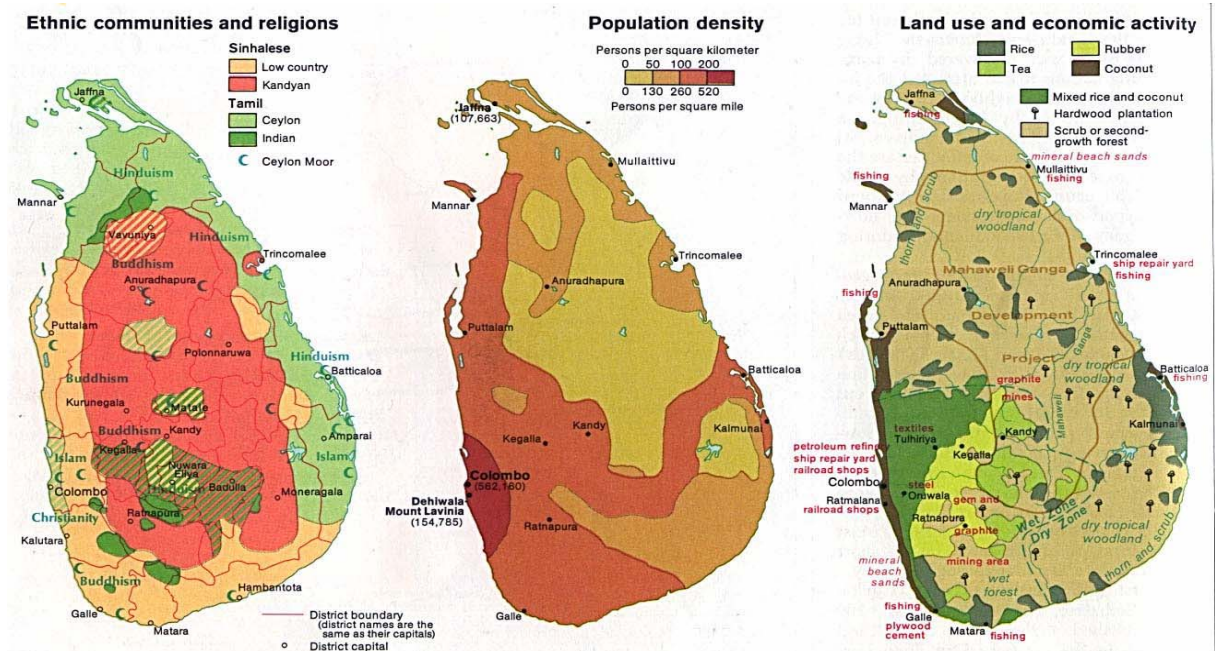 Ethnic communities and religions
Sinhalese
Low country
Kandyan
Tamil
Ceylon
Indian
Ceylon Moor
Jaffna
Hinduism
Mannar
Vavuniya
Hinduism
Trincomalee
Buddhism
Anuradhapura
Puttalam
Polonnaruwa
Hinduism
Batticaloa
Buddhism
Kurunegala
Matale
Buddhism
Kandy
Kegalla
Amparai
Islam
Nuwara
Eliya
Islam
Hinduism
Badulla
Colombo
Moneragala
Christianity
Ratnapura
Kalutara
Buddhism
Hambantota
Galle
Matara
District boundary
(district names are the
same as their capitals)
District capital
Population density
Persons per square kilometer
0 50 100 200
0 130 260 520
Persons per square mile
Jaffna
(107,663)
Mullaittivu
Mannar
Trincomalee
Anuradhapura
Puttalam
Batticaloa
Kandy
Kalmunai
Kegalla
Colombo
(562,160)
Dehiwala
Mount Lavinia
(154,785)
Ratnapura
Galle
Land use and economic activity
Rice
Rubber
Tea
Coconut
Mixed rice and coconut
Hardwood plantation
Scrub or second-
growth forest
Jaffna
fishing
mineral beach sands
Mullaittivu
fishing
fishing
Mannar
thorn and scrub
dry tropical
woodland
Trincomalee
ship repair yard
fishing
Mahaweli Ganga
Anuradhapura
fishing
Development
Puttalam
Ganga
Project
dry tropical
woodland
Batticaloa
fishing
graphite
mines
Mahaweli
textiles
Tulhiriya
Kandy
Kalmunai
petroleum refinery
ship repair yard
railroad shops
Kegalla
Colombo
steel
Oruwala
gem and
Ratmalana
railroad shops
Ratnapura
graphite
Wet Zone
Dry Zone
dry tropical
woodland
mining area
thorn and scrub
mineral
beach
sands
wet
forest
fishing
Galle
plywood
cement
Matara
fishing